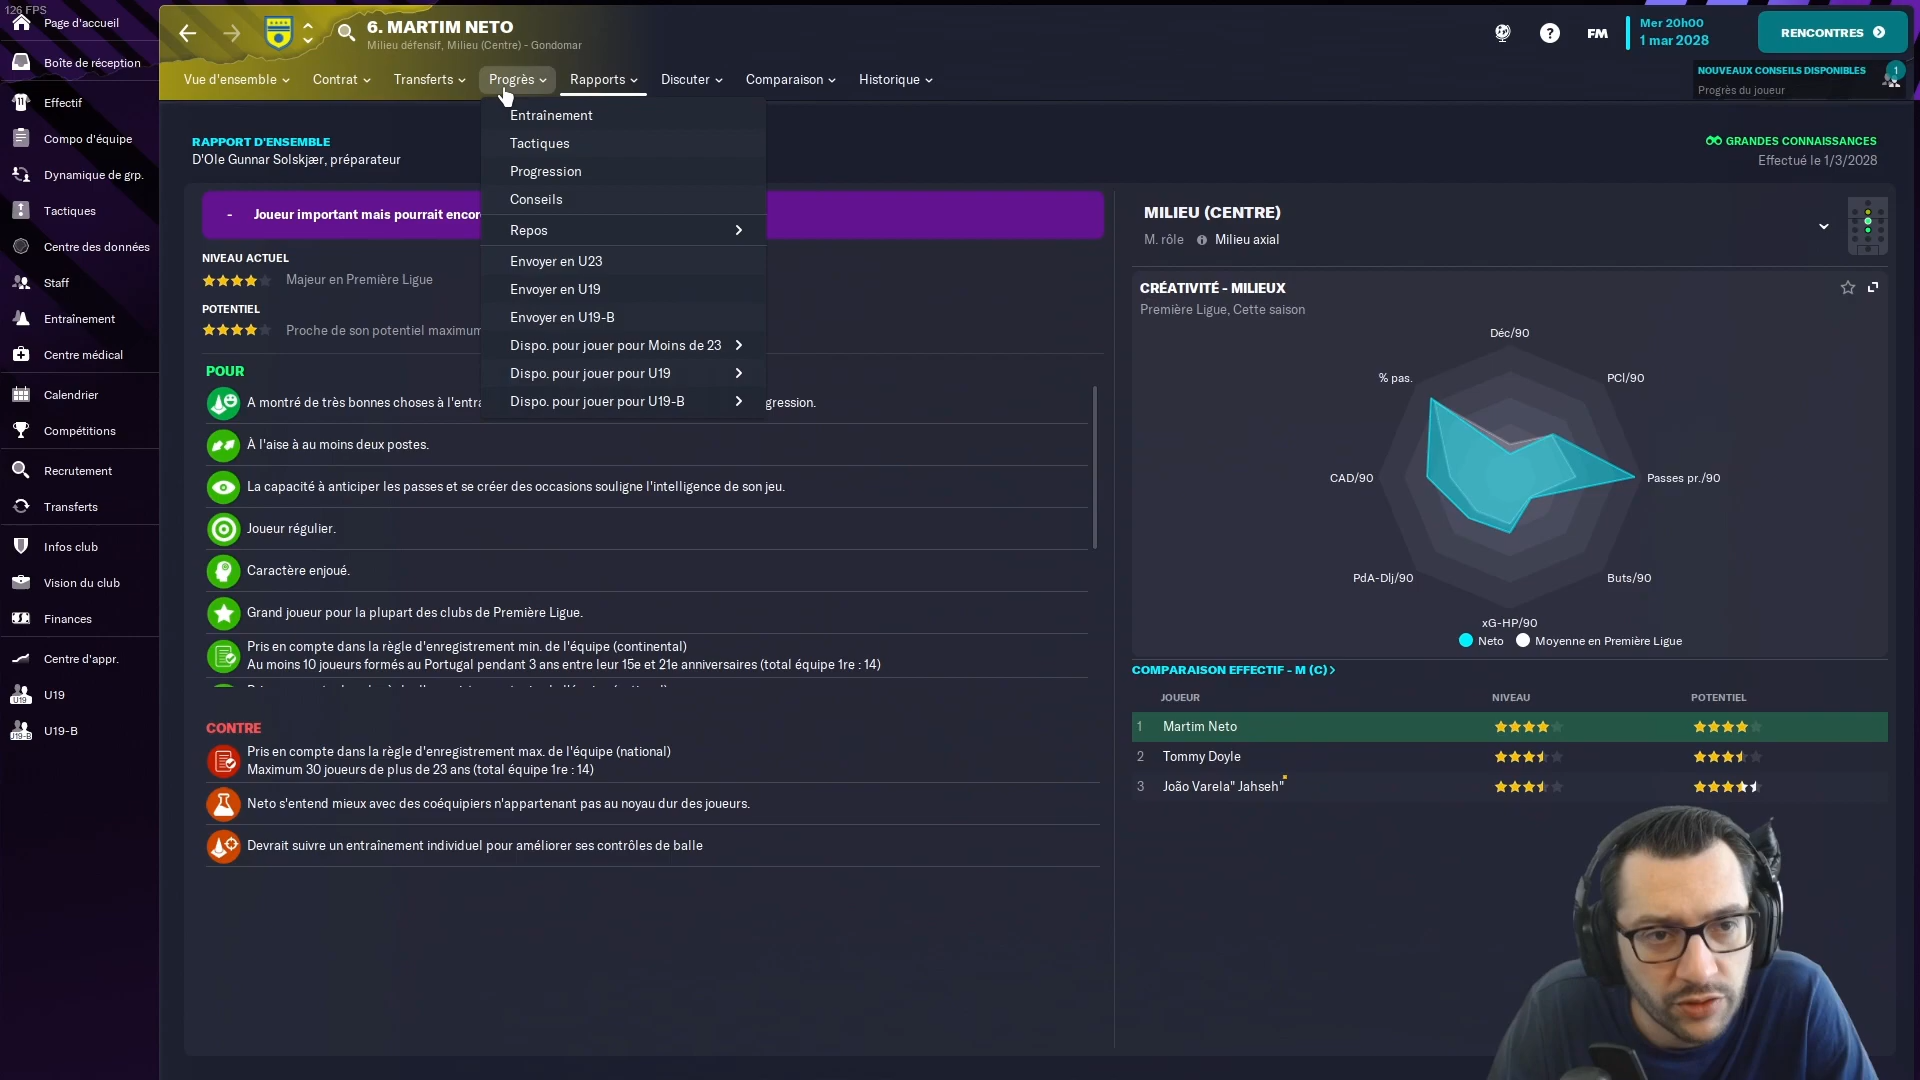 126 FPS
Page d'accueil
Boîte de réception
Effectif
Compo d'équipe
Dynamique de grp.
Tactiques
Centre des données
Staff
Entraînement
Centre médical
Calendrier
Compétitions
Recrutement
Transferts
Infos club
Vision du club
Finances
Centre d'appr.
U19
U19-B
6. MARTIM NETO
Milieu défensif, Milieu (Centre) - Gondomar
FM
Mer 20h00
1 mar 2028
RENCONTRES
Vue d'ensemble
Contrat
Transferts
Progrès
Rapports
Discuter
Comparaison
Historique
NOUVEAUX CONSEILS DISPONIBLES
Progrès du joueur
1
Entraînement
Tactiques
Progression
Conseils
Repos
Envoyer en U23
Envoyer en U19
Envoyer en U19-B
Dispo. pour jouer pour Moins de 23
Dispo. pour jouer pour U19
Dispo. pour jouer pour U19-B
RAPPORT D'ENSEMBLE
D'Ole Gunnar Solskjær, préparateur
GRANDES CONNAISSANCES
Effectué le 1/3/2028
- Joueur important mais pourrait encor
NIVEAU ACTUEL
Majeur en Première Ligue
POTENTIEL
Proche de son potentiel maximum
POUR
A montré de très bonnes choses à l'entra gression.
À l'aise à au moins deux postes.
La capacité à anticiper les passes et se créer des occasions souligne l'intelligence de son jeu.
Joueur régulier.
Caractère enjoué.
Grand joueur pour la plupart des clubs de Première Ligue.
Pris en compte dans la règle d'enregistrement min. de l'équipe (continental)
Au moins 10 joueurs formés au Portugal pendant 3 ans entre leur 15e et 21e anniversaires (total équipe 1re : 14)
CONTRE
Pris en compte dans la règle d'enregistrement max. de l'équipe (national)
Maximum 30 joueurs de plus de 23 ans (total équipe 1re : 14)
Neto s'entend mieux avec des coéquipiers n'appartenant pas au noyau dur des joueurs.
Devrait suivre un entraînement individuel pour améliorer ses contrôles de balle
MILIEU (CENTRE)
M. rôle Milieu axial
CRÉATIVITÉ - MILIEUX
Première Ligue, Cette saison
Déc/90
% pas.
PCl/90
CAD/90
Passes pr./90
PdA-Dlj/90
Buts/90
xG-HP/90
Neto
Moyenne en Première Ligue
COMPARAISON EFFECTIF - M (C)
JOUEUR NIVEAU POTENTIEL
1 Martim Neto
2 Tommy Doyle
3 João Varela" Jahseh"